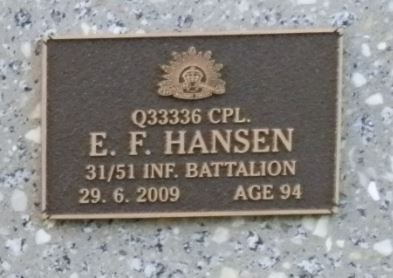 Q33336 CPL.
E. F. HANSEN
31/51 INF. BATTALION
29. 6. 2009 AGE 94